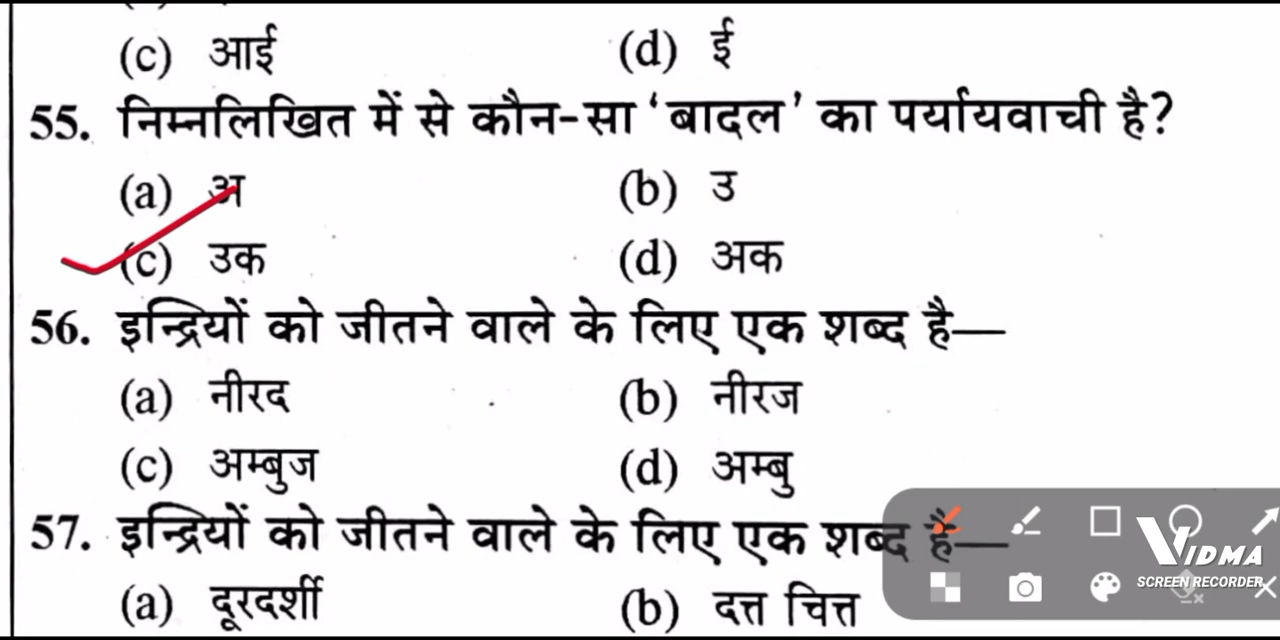 (c) आई (d) ई
55. निम्नलिखित में से कौन-सा ‘बादल’ का पर्यायवाची है?
(a) अ (b) उ
(c) उक (d) अक
56. इन्द्रियों को जीतने वाले के लिए एक शब्द है—
(a) नीरद (b) नीरज
(c) अम्बुज (d) अम्बु
57. इन्द्रियों को जीतने वाले के लिए एक शब्द है—
(a) दूरदर्शी (b) दत्त चित्त
VIDMA
SCREEN RECORDER